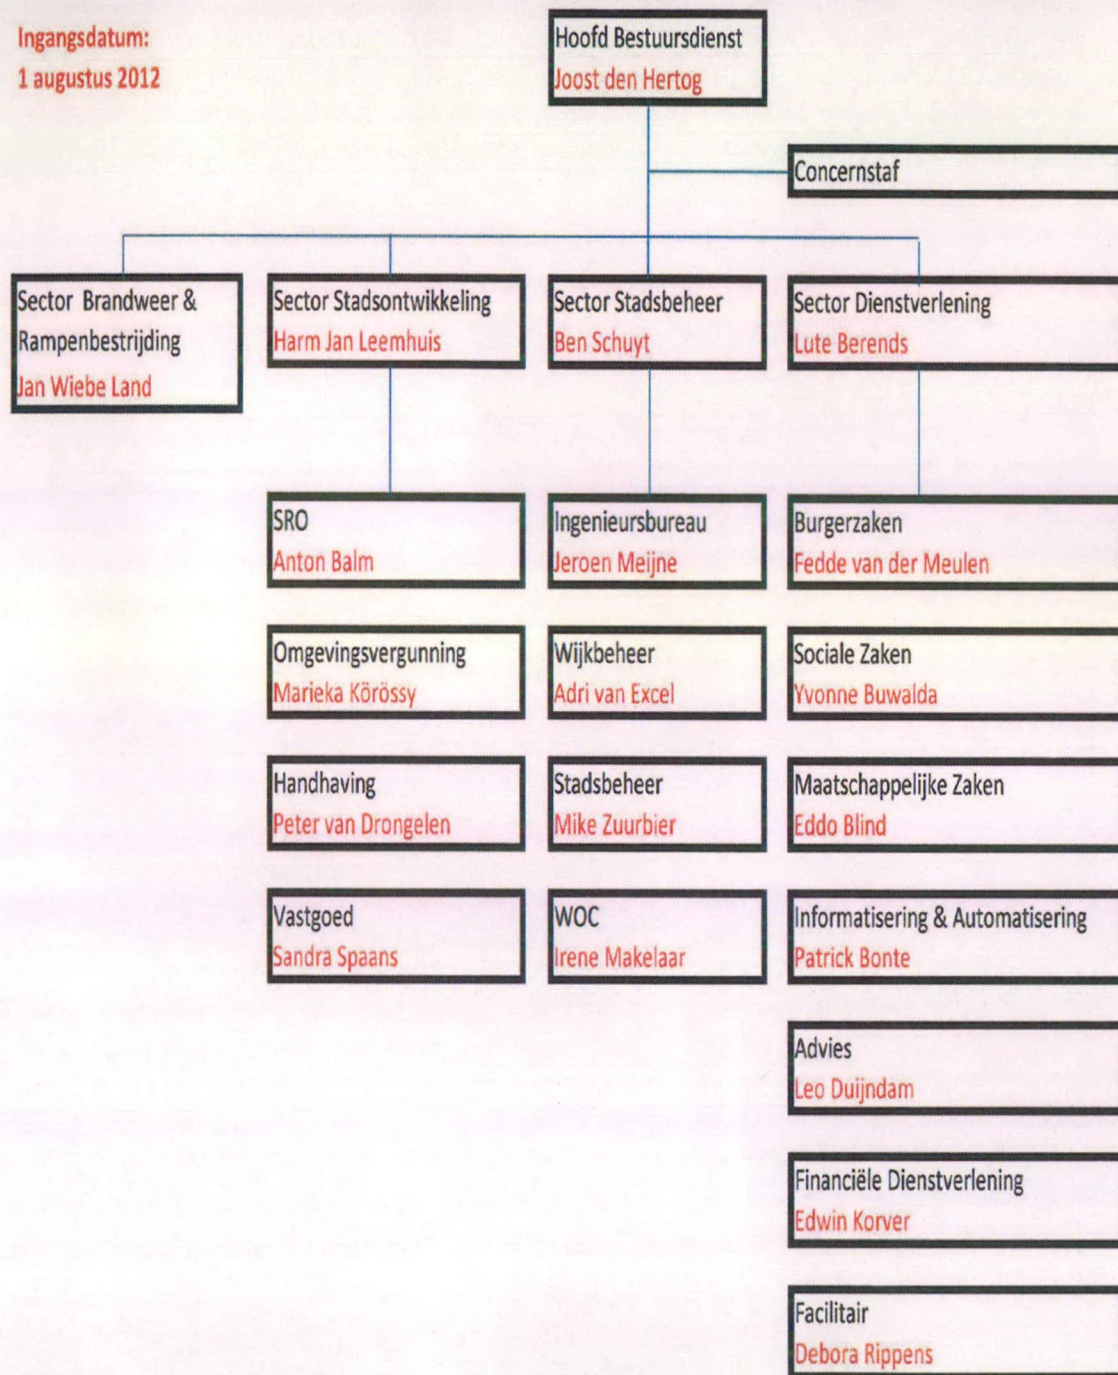 Ingangsdatum:
1 augustus 2012
Hoofd Bestuursdienst
Joost den Hertog
Concernstaf
Sector Brandweer &
Rampenbestrijding
Jan Wiebe Land
Sector Stadsontwikkeling
Harm Jan Leemhuis
Sector Stadsbeheer
Ben Schuyt
Sector Dienstverlening
Lute Berends
SRO
Anton Balm
Omgevingsvergunning
Marieka Körössy
Handhaving
Peter van Drongelen
Vastgoed
Sandra Spaans
Ingenieursbureau
Jeroen Meijne
Wijkbeheer
Adri van Excel
Stadsbeheer
Mike Zuurbier
WOC
Irene Makelaar
Burgerzaken
Fedde van der Meulen
Sociale Zaken
Yvonne Buwalda
Maatschappelijke Zaken
Eddo Blind
Informatisering & Automatisering
Patrick Bonte
Advies
Leo Duijndam
Financiële Dienstverlening
Edwin Korver
Facilitair
Debora Rippens